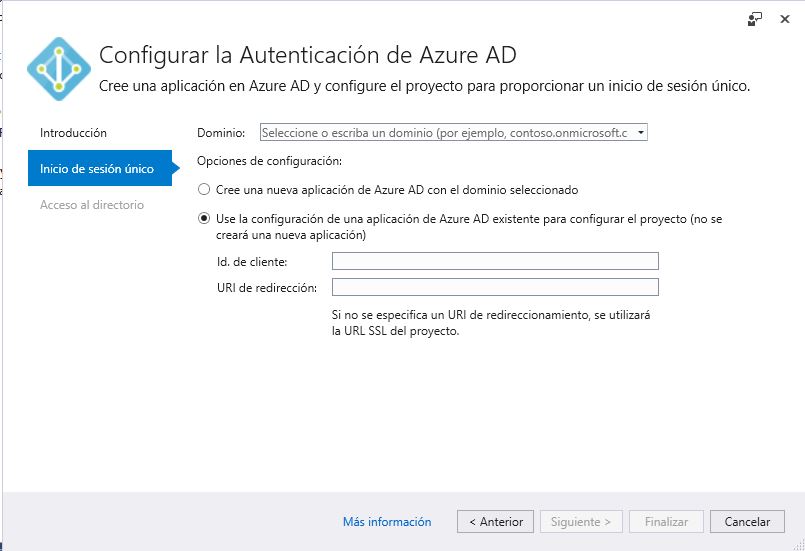 Configurar la Autenticación de Azure AD
Cree una aplicación en Azure AD y configure el proyecto para proporcionar un inicio de sesión único.
Introducción
Inicio de sesión único
Acceso al directorio
Dominio:
Seleccione o escriba un dominio (por ejemplo, contoso.onmicrosoft.c
Opciones de configuración:
Cree una nueva aplicación de Azure AD con el dominio seleccionado
Use la configuración de una aplicación de Azure AD existente para configurar el proyecto (no se
creará una nueva aplicación)
Id. de cliente:
URI de redirección:
Si no se especifica un URI de redireccionamiento, se utilizará
la URL SSL del proyecto.
Más información
< Anterior
Siguiente >
Finalizar
Cancelar